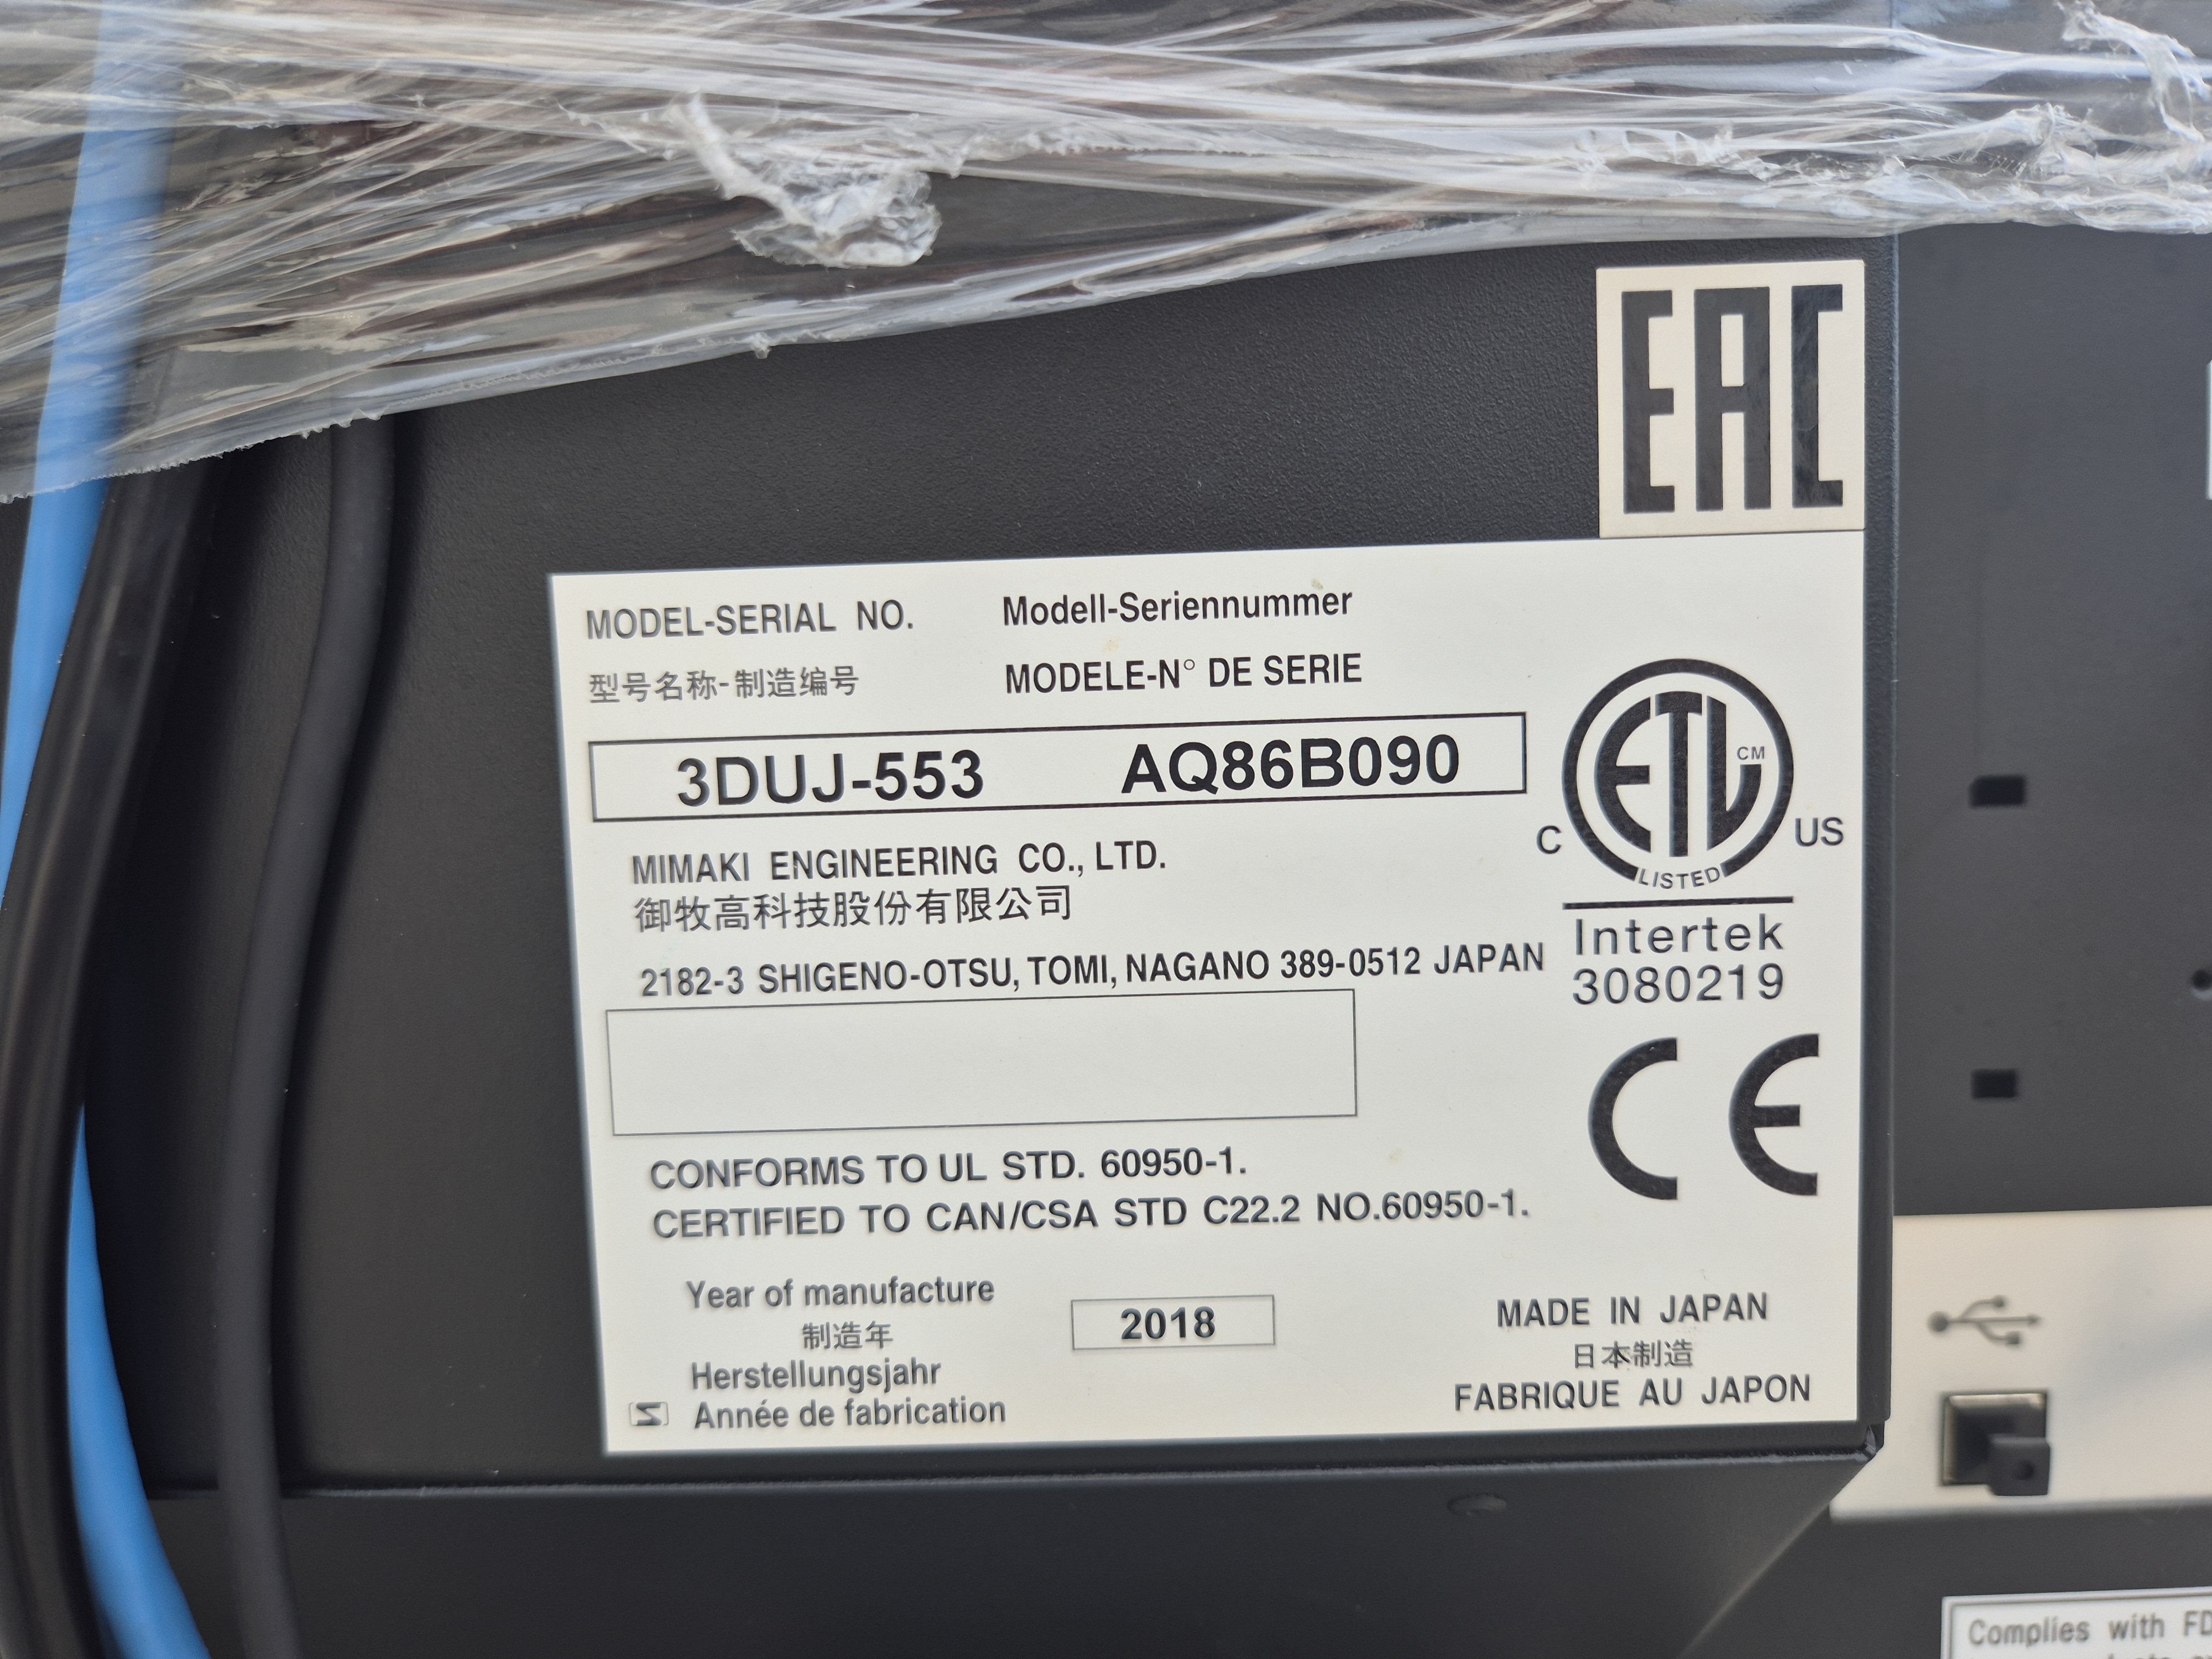 EAC
MODEL-SERIAL NO. Modell-Seriennummer
型号名称-制造编号 MODELE-N° DE SERIE
3DUJ-553 AQ86B090
ETL CM
C US
LISTED
Intertek
3080219
MIMAKI ENGINEERING CO., LTD.
御牧高科技股份有限公司
2182-3 SHIGENO-OTSU, TOMI, NAGANO 389-0512 JAPAN
CE
CONFORMS TO UL STD. 60950-1.
CERTIFIED TO CAN/CSA STD C22.2 NO.60950-1.
Year of manufacture
制造年
Herstellungsjahr
Année de fabrication
2018
MADE IN JAPAN
日本制造
FABRIQUE AU JAPON
Complies with FD